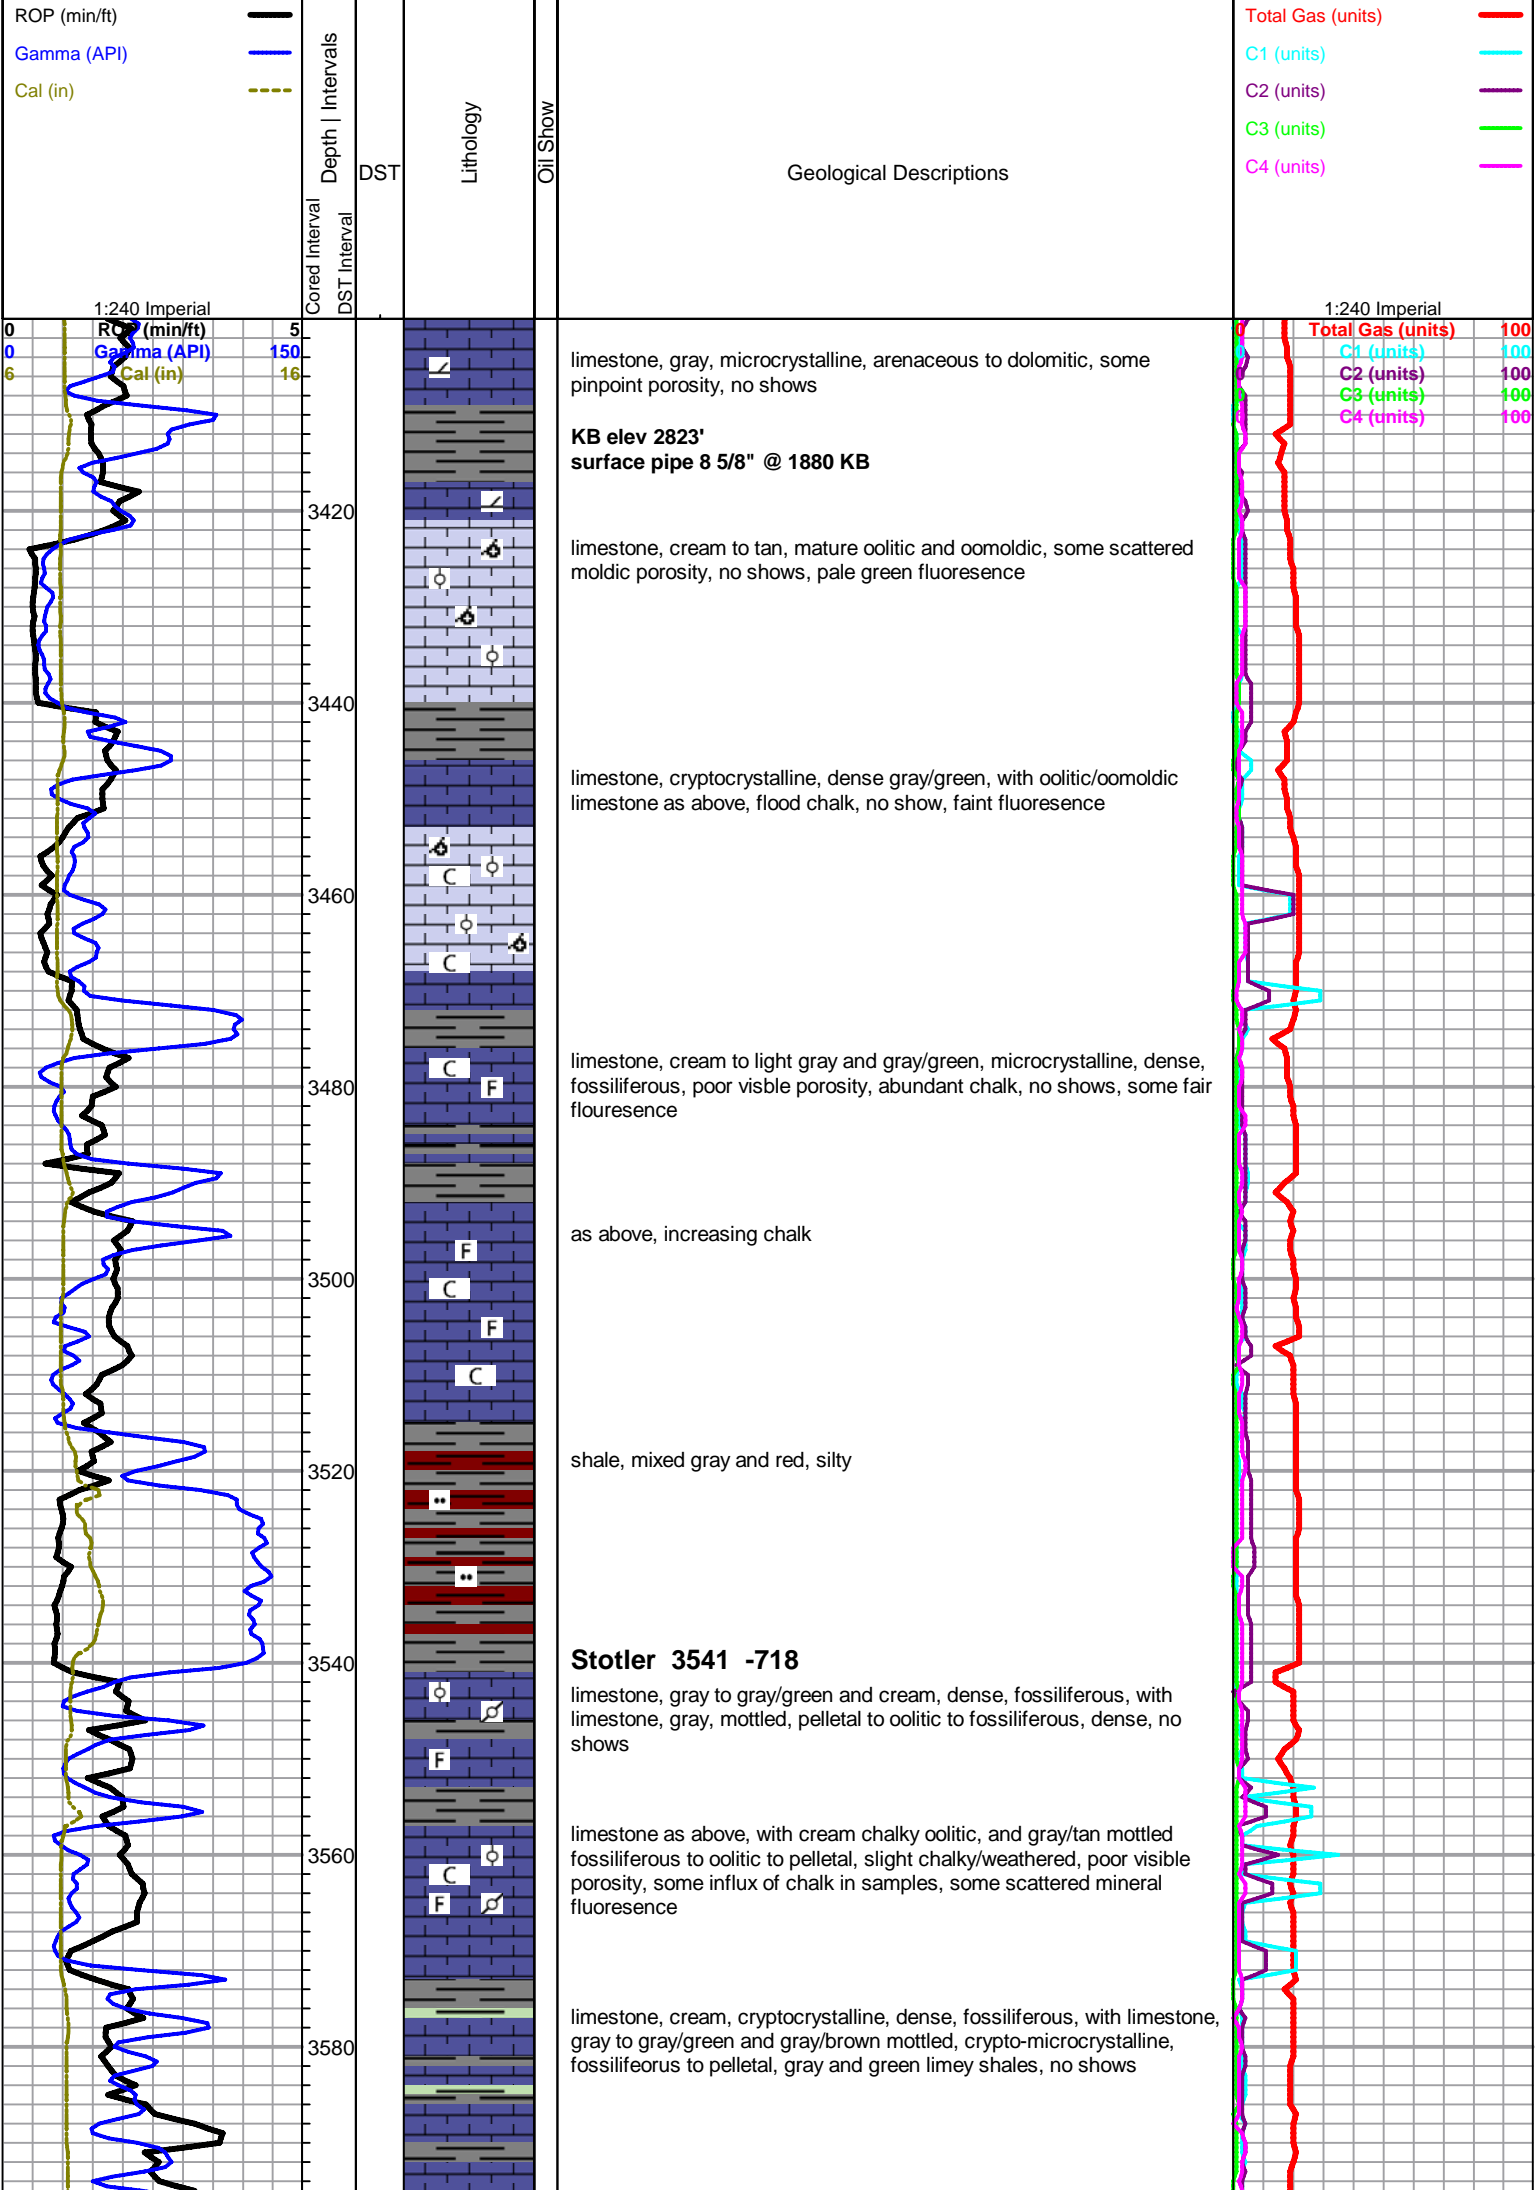 ROP (min/ft)
Gamma (API)
Cal (in)
1:240 Imperial
Cored Interval
Depth | Intervals
DST Interval
DST
Lithology
Oil Show
Geological Descriptions
Total Gas (units)
C1 (units)
C2 (units)
C3 (units)
C4 (units)
1:240 Imperial
0 ROP (min/ft) 5
0 Gamma (API) 150
6 Cal (in) 16
0 Total Gas (units) 100
0 C1 (units) 100
0 C2 (units) 100
0 C3 (units) 100
0 C4 (units) 100
limestone, gray, microcrystalline, arenaceous to dolomitic, some
pinpoint porosity, no shows
KB elev 2823'
surface pipe 8 5/8" @ 1880 KB
3420
limestone, cream to tan, mature oolitic and oomoldic, some scattered
moldic porosity, no shows, pale green fluoresence
3440
limestone, cryptocrystalline, dense gray/green, with oolitic/oomoldic
limestone as above, flood chalk, no show, faint fluoresence
C
3460
C
limestone, cream to light gray and gray/green, microcrystalline, dense,
fossiliferous, poor visble porosity, abundant chalk, no shows, some fair
flouresence
C
3480
F
as above, increasing chalk
F
3500
C
F
C
shale, mixed gray and red, silty
3520
3540
Stotler 3541 -718
limestone, gray to gray/green and cream, dense, fossiliferous, with
limestone, gray, mottled, pelletal to oolitic to fossiliferous, dense, no
shows
F
limestone as above, with cream chalky oolitic, and gray/tan mottled
fossiliferous to oolitic to pelletal, slight chalky/weathered, poor visible
porosity, some influx of chalk in samples, some scattered mineral
fluoresence
3560
C
F
limestone, cream, cryptocrystalline, dense, fossiliferous, with limestone,
gray to gray/green and gray/brown mottled, crypto-microcrystalline,
fossilifeorus to pelletal, gray and green limey shales, no shows
3580